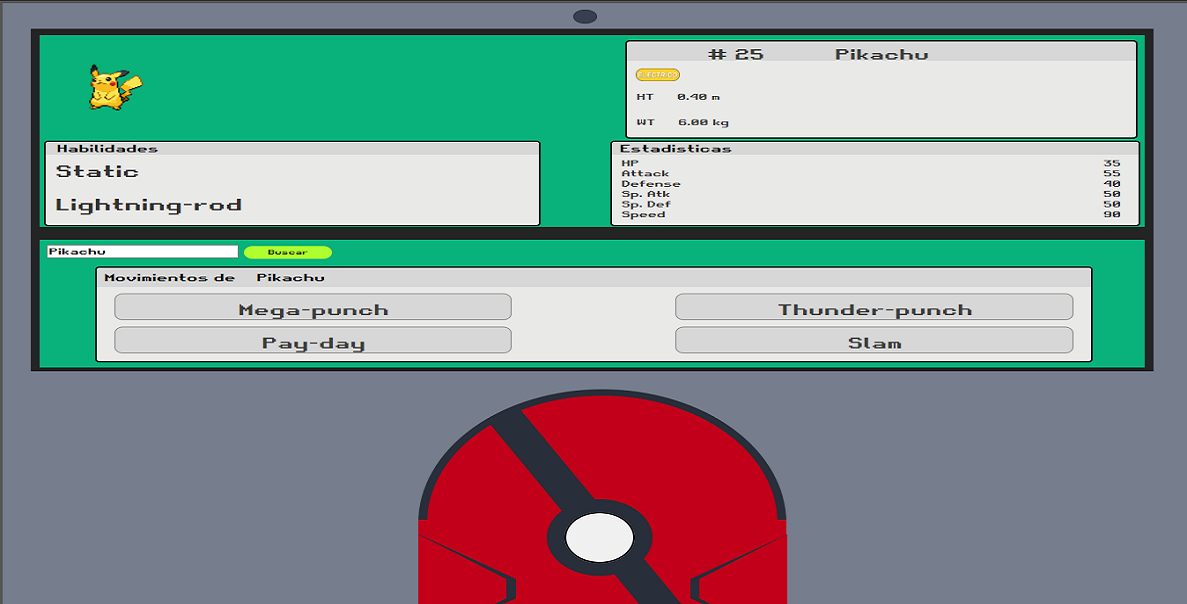 # 25 Pikachu
ELECTRICO
HT 0.40 m
WT 6.00 kg
Habilidades
Static
Lightning-rod
Estadisticas
HP 35
Attack 55
Defense 40
Sp. Atk 50
Sp. Def 50
Speed 90
Pikachu Buscar
Movimientos de Pikachu
Mega-punch Thunder-punch
Pay-day Slam